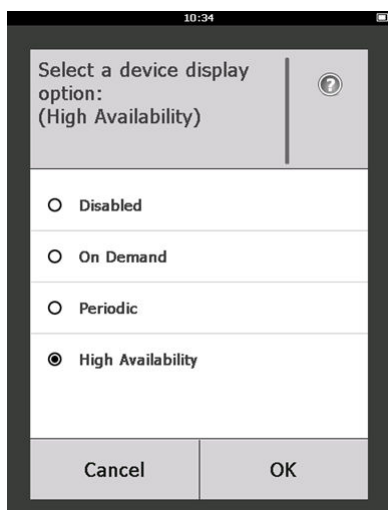 10:34
Select a device display
option:
(High Availability)
?
Disabled
On Demand
Periodic
High Availability
Cancel
OK